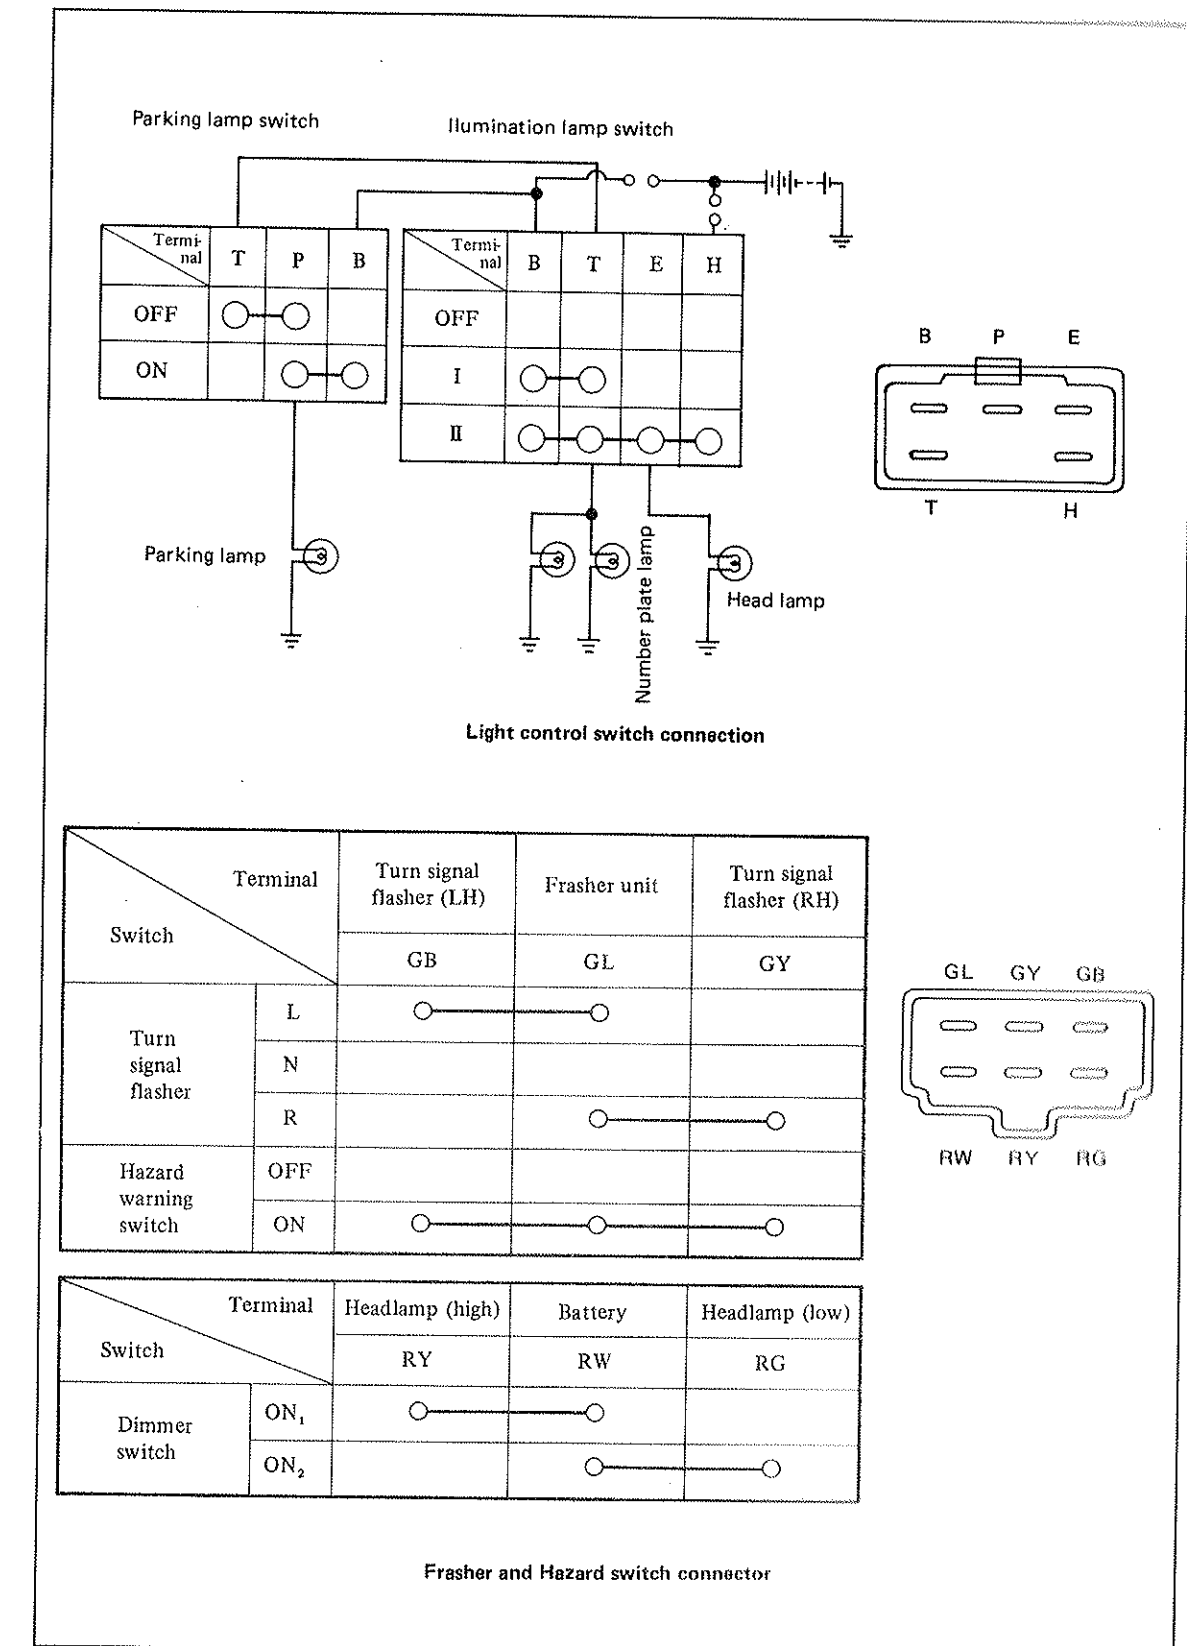 Parking lamp switch
Ilumination lamp switch
Termi-
nal
T
P
B
OFF
ON
Termi-
nal
B
T
E
H
OFF
I
II
B
P
E
T
H
Parking lamp
Number plate lamp
Head lamp
Light control switch connection
Terminal
Switch
Turn signal
flasher (LH)
Frasher unit
Turn signal
flasher (RH)
GB
GL
GY
Turn
signal
flasher
L
N
R
Hazard
warning
switch
OFF
ON
GL
GY
GB
RW
RY
RG
Terminal
Switch
Headlamp (high)
Battery
Headlamp (low)
RY
RW
RG
Dimmer
switch
ON₁
ON₂
Frasher and Hazard switch connector